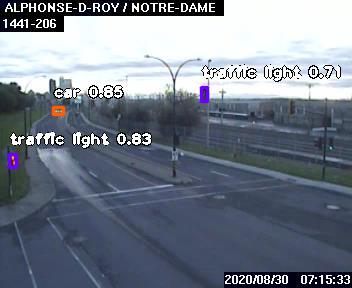 ALPHONSE-D-ROY / NOTRE-DAME
1441-206
traffic light 0.71
car 0.85
traffic light 0.83
2020/08/30 07:15:33